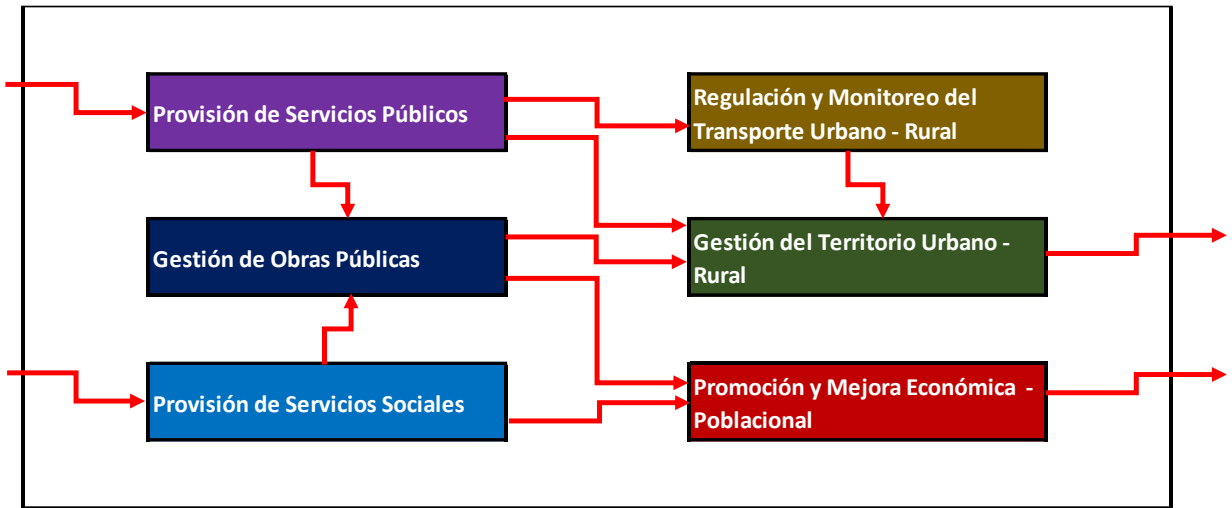 Provisión de Servicios Públicos
Regulación y Monitoreo del
Transporte Urbano - Rural
Gestión de Obras Públicas
Gestión del Territorio Urbano -
Rural
Provisión de Servicios Sociales
Promoción y Mejora Económica -
Poblacional